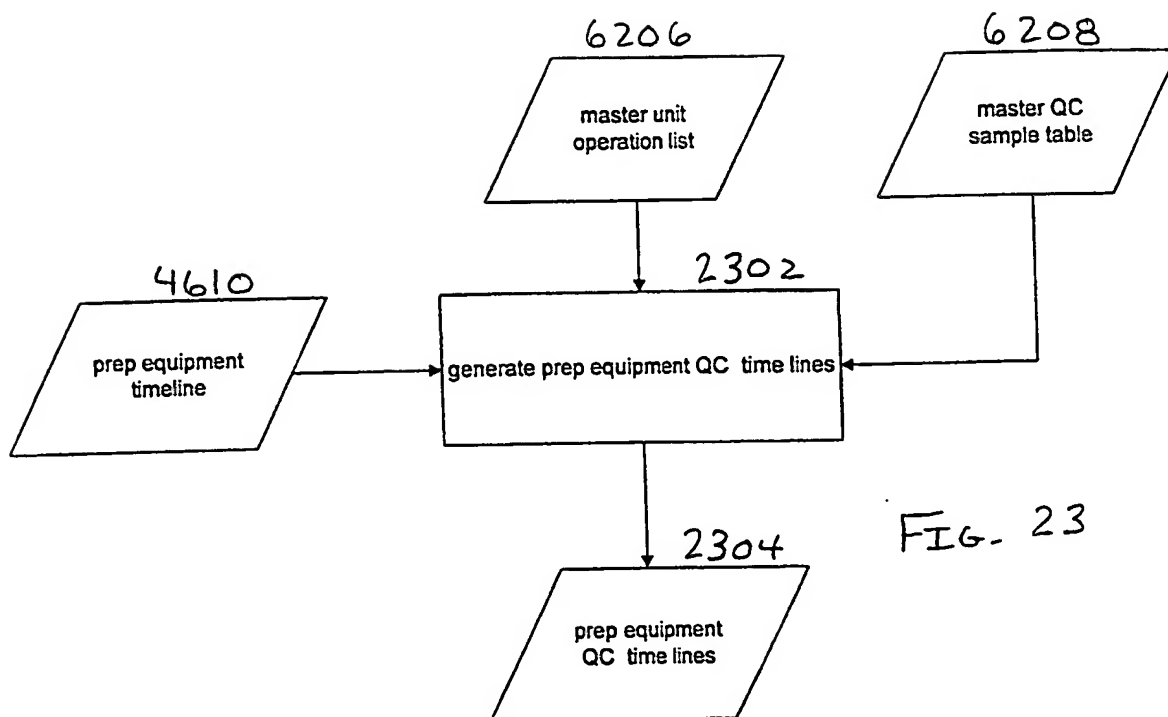 6206
6208
master unit
operation list
master QC
sample table
4610
2302
prep equipment
timeline
generate prep equipment QC time lines
2304
FIG. 23
prep equipment
QC time lines